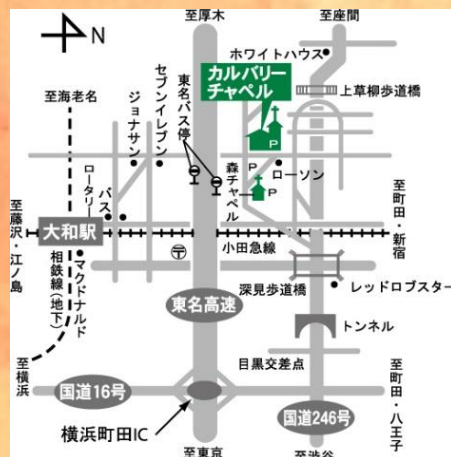 至厚木
至座間
N
ホワイトハウス
カルバリー
チャペル
上草柳歩道橋
至海老名
セブンイレブン
ジョナサン
東名バス停
P
森チャペル
P
ローソン
P
バス
ロータリー
至藤沢・江ノ島
大和駅
小田急線
至町田・新宿
〒
マクドナルド
相鉄線(地下)
深見歩道橋
レッドロブスター
東名高速
トンネル
至横浜
目黒交差点
国道16号
至町田・八王子
国道246号
横浜町田IC
至東京
至渋谷